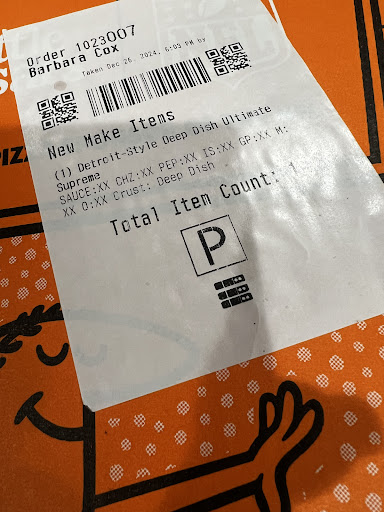 Order 1023007
Barbara Cox
Taken Dec 26, 2024, 6:03 PM by
New Make Items
(1) Detroit-Style Deep Dish Ultimate
Supreme
SAUCE:XX CHZ:XX PEP:XX IS:XX GP:XX M:
XX O:XX Crust: Deep Dish
Total Item Count: 1
P
PIZZ